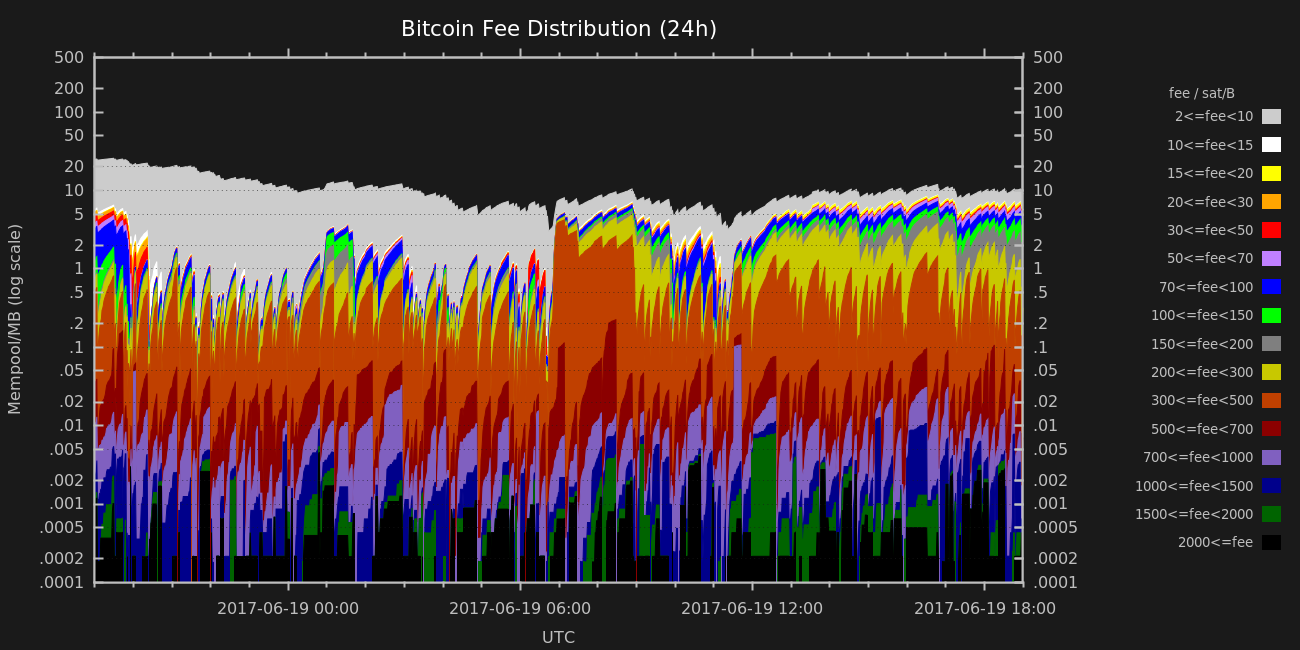 Bitcoin Fee Distribution (24h)
500
200
100
50
20
10
5
2
1
.5
.2
.1
.05
.02
.01
.005
.002
.001
.0005
.0002
.0001
Mempool/MB (log scale)
500
200
100
50
20
10
5
2
1
.5
.2
.1
.05
.02
.01
.005
.002
.001
.0005
.0002
.0001
2017-06-19 00:00
2017-06-19 06:00
2017-06-19 12:00
2017-06-19 18:00
UTC
fee / sat/B
2<=fee<10
10<=fee<15
15<=fee<20
20<=fee<30
30<=fee<50
50<=fee<70
70<=fee<100
100<=fee<150
150<=fee<200
200<=fee<300
300<=fee<500
500<=fee<700
700<=fee<1000
1000<=fee<1500
1500<=fee<2000
2000<=fee